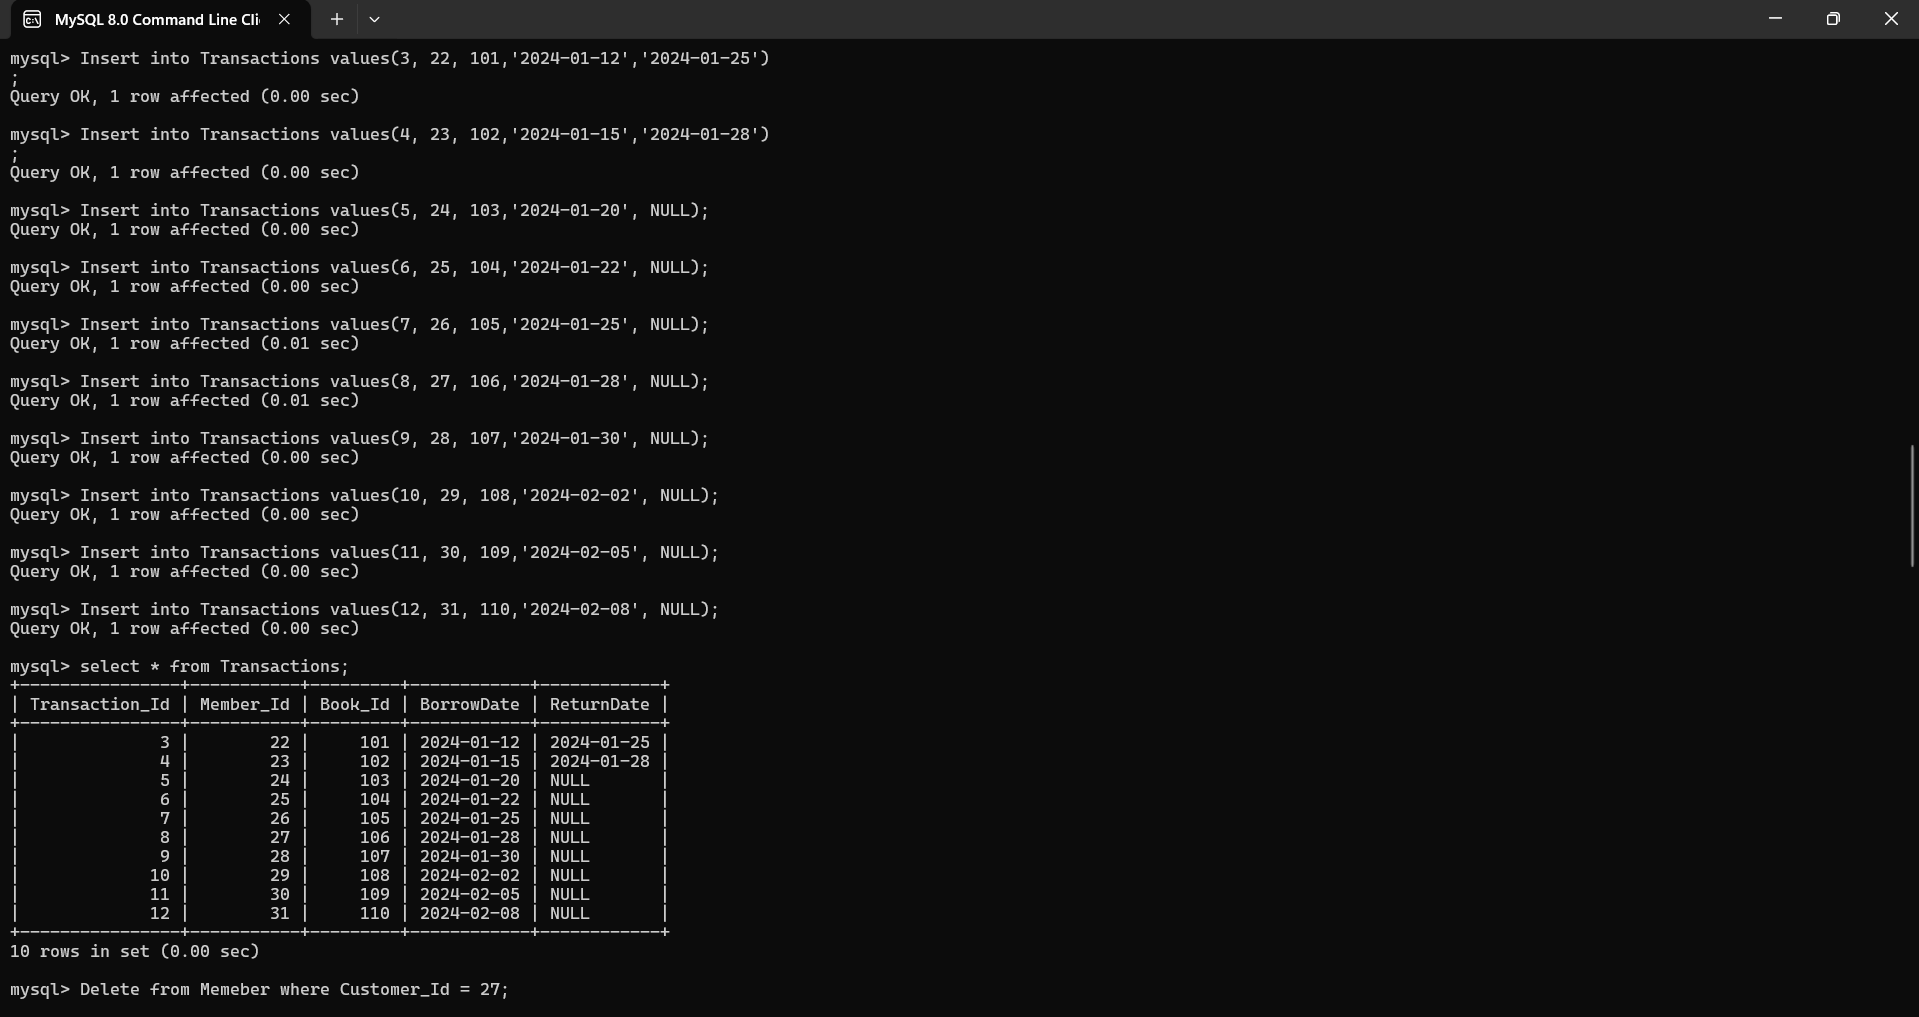 MySQL 8.0 Command Line Cli
mysql> Insert into Transactions values(3, 22, 101,'2024-01-12','2024-01-25')
;
Query OK, 1 row affected (0.00 sec)
mysql> Insert into Transactions values(4, 23, 102,'2024-01-15','2024-01-28')
;
Query OK, 1 row affected (0.00 sec)
mysql> Insert into Transactions values(5, 24, 103,'2024-01-20', NULL);
Query OK, 1 row affected (0.00 sec)
mysql> Insert into Transactions values(6, 25, 104,'2024-01-22', NULL);
Query OK, 1 row affected (0.00 sec)
mysql> Insert into Transactions values(7, 26, 105,'2024-01-25', NULL);
Query OK, 1 row affected (0.01 sec)
mysql> Insert into Transactions values(8, 27, 106,'2024-01-28', NULL);
Query OK, 1 row affected (0.01 sec)
mysql> Insert into Transactions values(9, 28, 107,'2024-01-30', NULL);
Query OK, 1 row affected (0.00 sec)
mysql> Insert into Transactions values(10, 29, 108,'2024-02-02', NULL);
Query OK, 1 row affected (0.00 sec)
mysql> Insert into Transactions values(11, 30, 109,'2024-02-05', NULL);
Query OK, 1 row affected (0.00 sec)
mysql> Insert into Transactions values(12, 31, 110,'2024-02-08', NULL);
Query OK, 1 row affected (0.00 sec)
mysql> select * from Transactions;
+----------------+-----------+---------+------------+------------+
| Transaction_Id | Member_Id | Book_Id | BorrowDate | ReturnDate |
+----------------+-----------+---------+------------+------------+
|              3 |        22 |     101 | 2024-01-12 | 2024-01-25 |
|              4 |        23 |     102 | 2024-01-15 | 2024-01-28 |
|              5 |        24 |     103 | 2024-01-20 | NULL       |
|              6 |        25 |     104 | 2024-01-22 | NULL       |
|              7 |        26 |     105 | 2024-01-25 | NULL       |
|              8 |        27 |     106 | 2024-01-28 | NULL       |
|              9 |        28 |     107 | 2024-01-30 | NULL       |
|             10 |        29 |     108 | 2024-02-02 | NULL       |
|             11 |        30 |     109 | 2024-02-05 | NULL       |
|             12 |        31 |     110 | 2024-02-08 | NULL       |
+----------------+-----------+---------+------------+------------+
10 rows in set (0.00 sec)
mysql> Delete from Memeber where Customer_Id = 27;